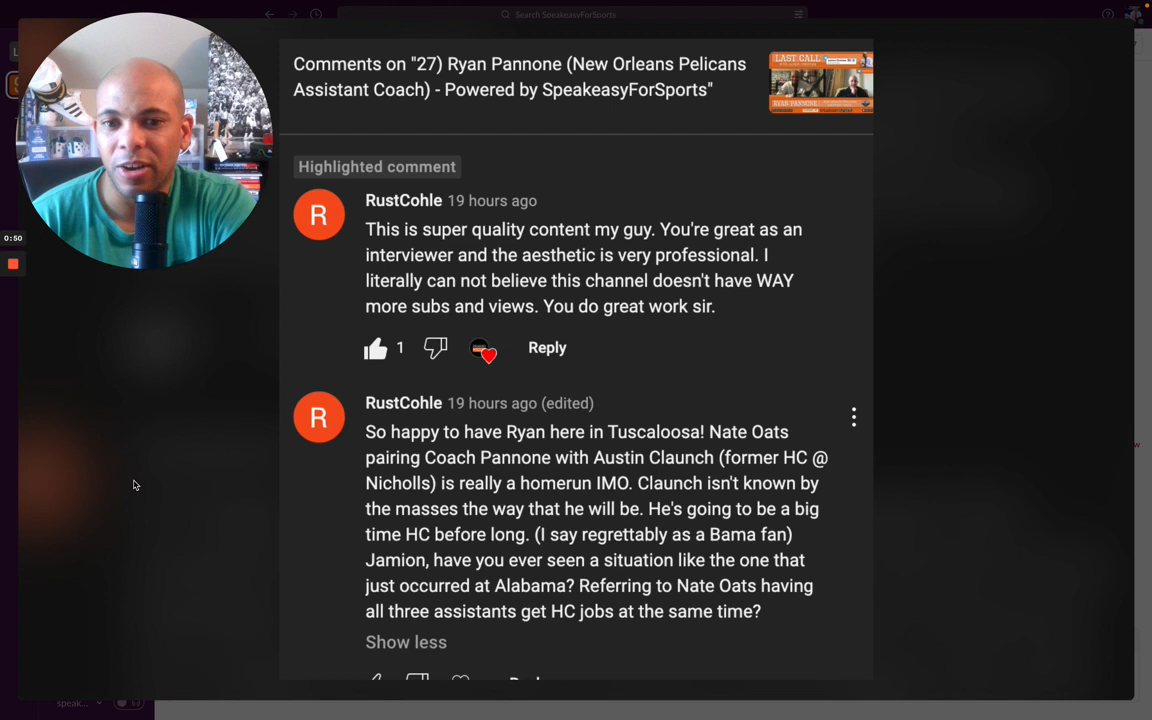 Search SpeakeasyForSports
Comments on "27) Ryan Pannone (New Orleans Pelicans
Assistant Coach) - Powered by SpeakeasyForSports"
LAST CALL
RYAN PANNONE
Highlighted comment
R
RustCohle 19 hours ago
This is super quality content my guy. You're great as an
interviewer and the aesthetic is very professional. I
literally can not believe this channel doesn't have WAY
more subs and views. You do great work sir.
1
Reply
0:50
R
RustCohle 19 hours ago (edited)
So happy to have Ryan here in Tuscaloosa! Nate Oats
pairing Coach Pannone with Austin Claunch (former HC @
Nicholls) is really a homerun IMO. Claunch isn't known by
the masses the way that he will be. He's going to be a big
time HC before long. (I say regrettably as a Bama fan)
Jamion, have you ever seen a situation like the one that
just occurred at Alabama? Referring to Nate Oats having
all three assistants get HC jobs at the same time?
Show less
speak...